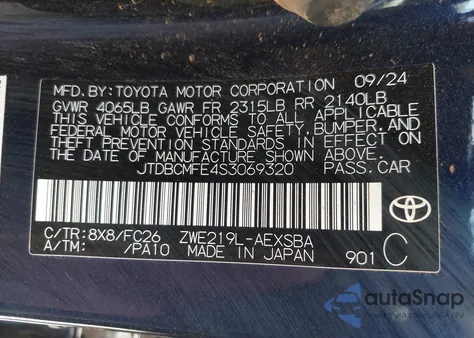 MFD.BY:TOYOTA MOTOR CORPORATION 09/24
GVWR 4065LB GAWR FR 2315LB RR 2140LB
THIS VEHICLE CONFORMS TO ALL APPLICABLE
FEDERAL MOTOR VEHICLE SAFETY, BUMPER, AND
THEFT PREVENTION STANDARDS IN EFFECT ON
THE DATE OF MANUFACTURE SHOWN ABOVE.
JTDBCMFE4S3069320 PASS.CAR
TOYOTA
C/TR:8X8/FC26 ZWE219L-AEXSBA
A/TM: /PA10 MADE IN JAPAN 901 C
autoSnap